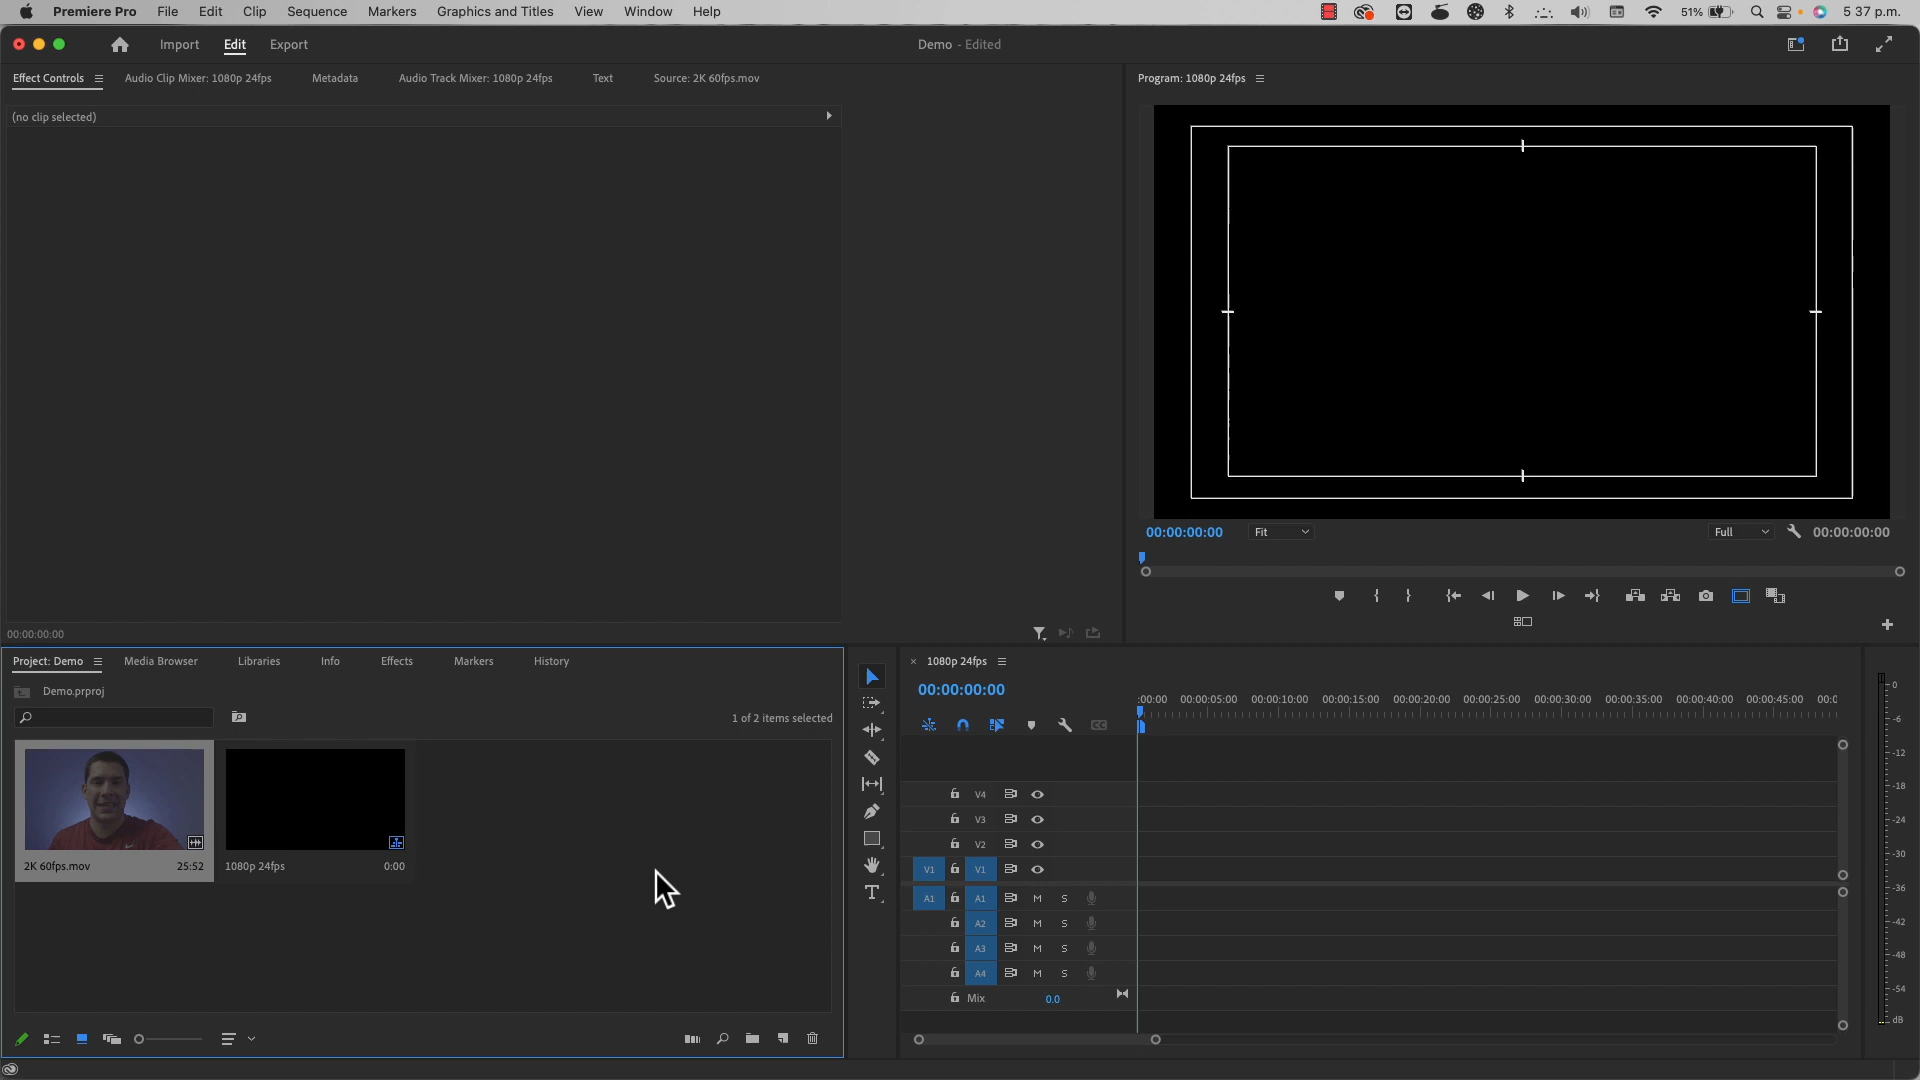 Premiere Pro File Edit Clip Sequence Markers Graphics and Titles View Window Help 51% 5 37 p.m.
Import Edit Export Demo - Edited
Effect Controls Audio Clip Mixer: 1080p 24fps Metadata Audio Track Mixer: 1080p 24fps Text Source: 2K 60fps.mov
Program: 1080p 24fps
(no clip selected)
00:00:00:00 Fit Full 00:00:00:00
00:00:00:00
Project: Demo Media Browser Libraries Info Effects Markers History
Demo.prproj
1 of 2 items selected
2K 60fps.mov 25:52
1080p 24fps 0:00
× 1080p 24fps
00:00:00:00
:00:00 00:00:05:00 00:00:10:00 00:00:15:00 00:00:20:00 00:00:25:00 00:00:30:00 00:00:35:00 00:00:40:00 00:00:45:00 00:0
V4
V3
V2
V1 V1
A1 A1 M S
A2 M S
A3 M S
A4 M S
Mix 0.0
0
-6
-12
-18
-24
-30
-36
-42
-48
-54
dB